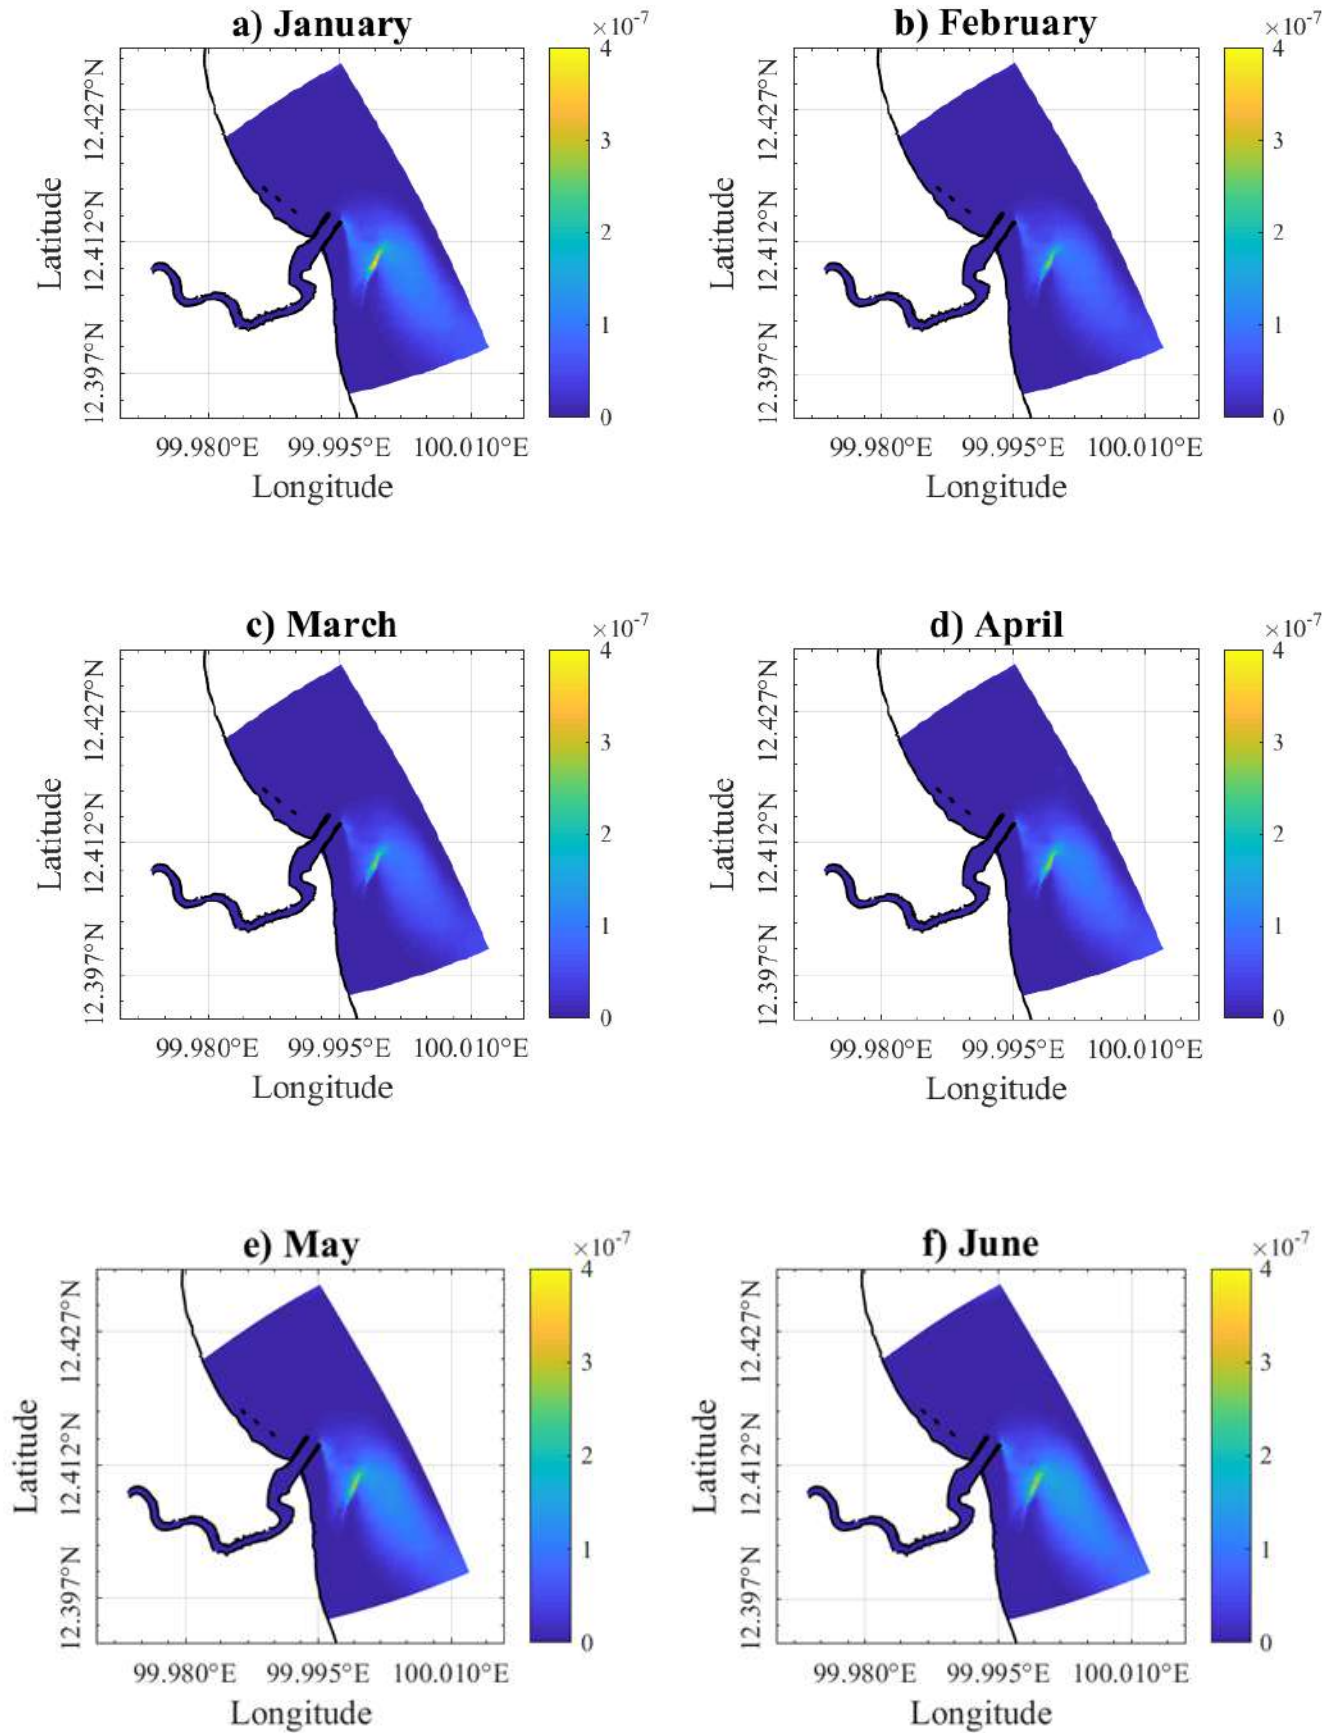 a) January
×10⁻⁷
4
3
2
1
0
12.427°N
12.412°N
12.397°N
Latitude
99.980°E 99.995°E 100.010°E
Longitude
b) February
×10⁻⁷
4
3
2
1
0
12.427°N
12.412°N
12.397°N
Latitude
99.980°E 99.995°E 100.010°E
Longitude
c) March
×10⁻⁷
4
3
2
1
0
12.427°N
12.412°N
12.397°N
Latitude
99.980°E 99.995°E 100.010°E
Longitude
d) April
×10⁻⁷
4
3
2
1
0
12.427°N
12.412°N
12.397°N
Latitude
99.980°E 99.995°E 100.010°E
Longitude
e) May
×10⁻⁷
4
3
2
1
0
12.427°N
12.412°N
12.397°N
Latitude
99.980°E 99.995°E 100.010°E
Longitude
f) June
×10⁻⁷
4
3
2
1
0
12.427°N
12.412°N
12.397°N
Latitude
99.980°E 99.995°E 100.010°E
Longitude